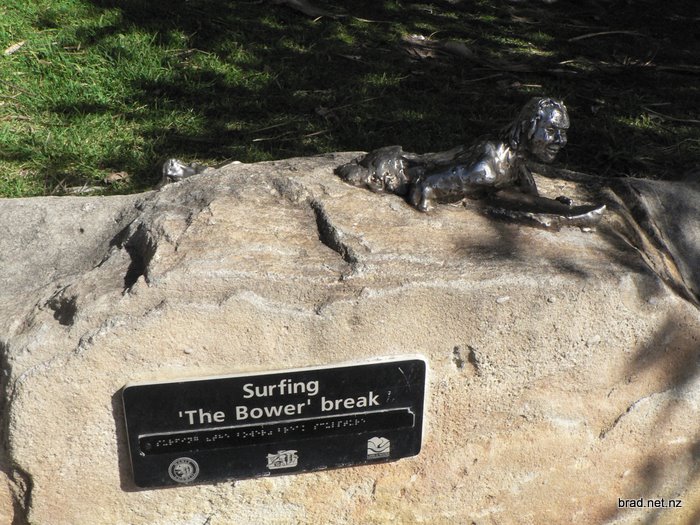 Surfing
'The Bower' break
brad.net.nz